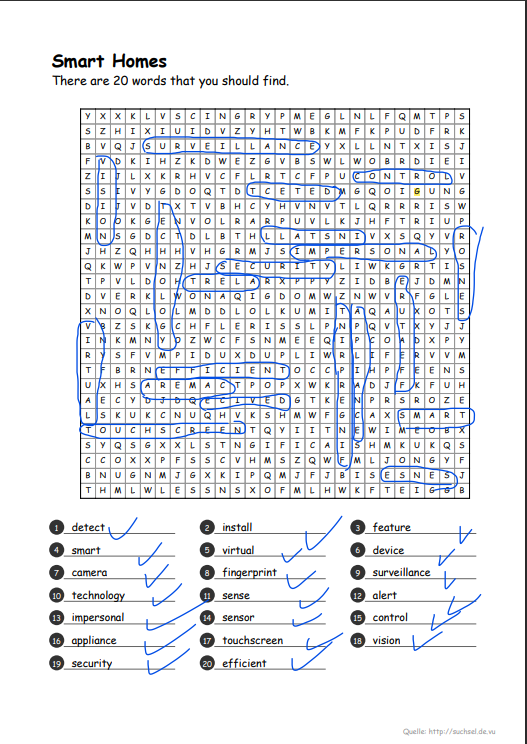 Smart Homes
There are 20 words that you should find.
Y X X K L V S C I N G R Y P M E G L N L F Q M T P S
S Z H I X I U I D V Z Y H T W B K M F K P U D F R K
B V Q J S U R V E I L L A N C E Y X L L N T X I S J
F V D K I H Z K D W E Z G V B S W L W O B R D I E I
Z I J L X K R H V C F L R T C F P U C O N T R O L V
S S I V Y G D O Q T D T C E T E D M G Q O I G U N G
D I J V D T X T V B H C Y H V N V T L Q R R R I S W
K O O K G E N V O L R A R P U V L K J H F T R I U P
M N S G D C T D L B T H L L A T S N I V X S Q Y V R
J H Z Q H H H V H G R M J S I M P E R S O N A L Y O
Q K W P V N Z H J S E C U R I T Y L I W K G R T I S
T P V L D O H T R E L A R X P P Y Z I D B E J D M N
D V E R K L W O N A Q I G D O M W Z N W V R F G L E
X N O Q L O L M D D L O L K U M I T A Q A U X O T S
V B Z S K G C H F L E R I S S L P N P Q V T X Y J J
I N K M N Y O Z W C F S N M E E Q I P C O A D X P Y
R Y S F V M P I D U X D U P L I W R L I F E R V V M
T F B R N E F F I C I E N T O C C P I H P F E E N S
U X H S A R E M A C T P U P X W K R A D J F K F U H
A E C Y D J D Q E C I V E D G T K E N P R S R O Z E
L S K U K C N U Q H V K S H M W F G C A X S M A R T
T O U C H S C R E E N T Q Y I I T N E W I M E O B X
S Y Q S G X X L S T N G I F I C A I S H M K U K Q S
C C O X X P F S S C V H M S Z Q W F M L J O N G Y F
B N U G N M J G X K I P Q M J F J B I S E S N E S J
T H M L W L E S S N S X O F M L H W K F T E I G G B
1 detect 2 install 3 feature
4 smart 5 virtual 6 device
7 camera 8 fingerprint 9 surveillance
10 technology 11 sense 12 alert
13 impersonal 14 sensor 15 control
16 appliance 17 touchscreen 18 vision
19 security 20 efficient
Quelle: http://suchsel.de.vu